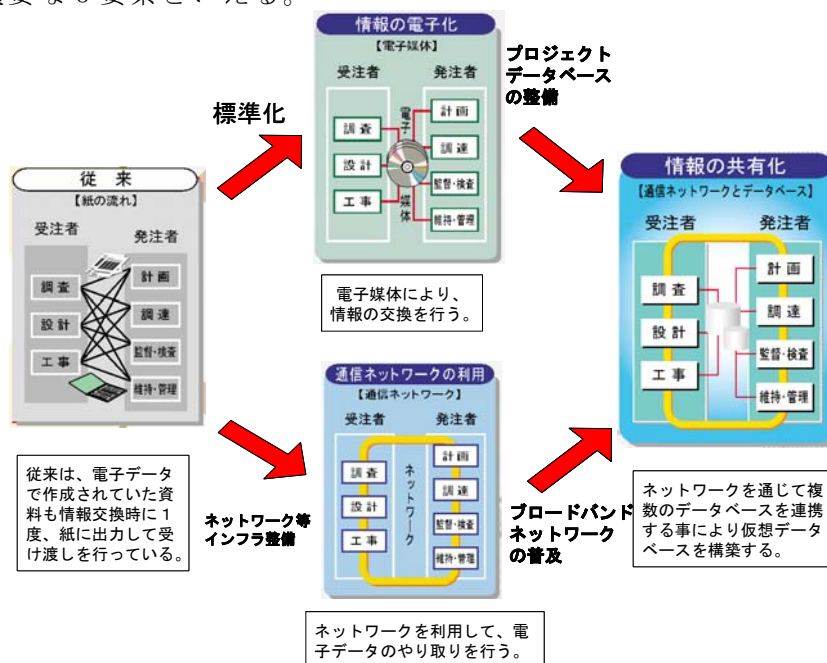 要な３要素といえる。
情報の電子化
【電子媒体】
受注者
発注者
電子
媒体
調査
設計
工事
計画
調達
監督・検査
維持・管理
標準化
プロジェクト
データベース
の整備
電子媒体により、
情報の交換を行う。
従 来
【紙の流れ】
受注者
発注者
調査
設計
工事
計画
調達
監督・検査
維持・管理
従来は、電子データ
で作成されていた資
料も情報交換時に１
度、紙に出力して受
け渡しを行っている。
ネットワーク等
インフラ整備
通信ネットワークの利用
【通信ネットワーク】
受注者
発注者
ネットワーク
調査
設計
工事
計画
調達
監督・検査
維持・管理
ブロードバンド
ネットワーク
の普及
ネットワークを利用して、電
子データのやり取りを行う。
情報の共有化
【通信ネットワークとデータベース】
受注者
発注者
調査
設計
工事
計画
調達
監督・検査
維持・管理
ネットワークを通じて複
数のデータベースを連携
する事により仮想データ
ベースを構築する。